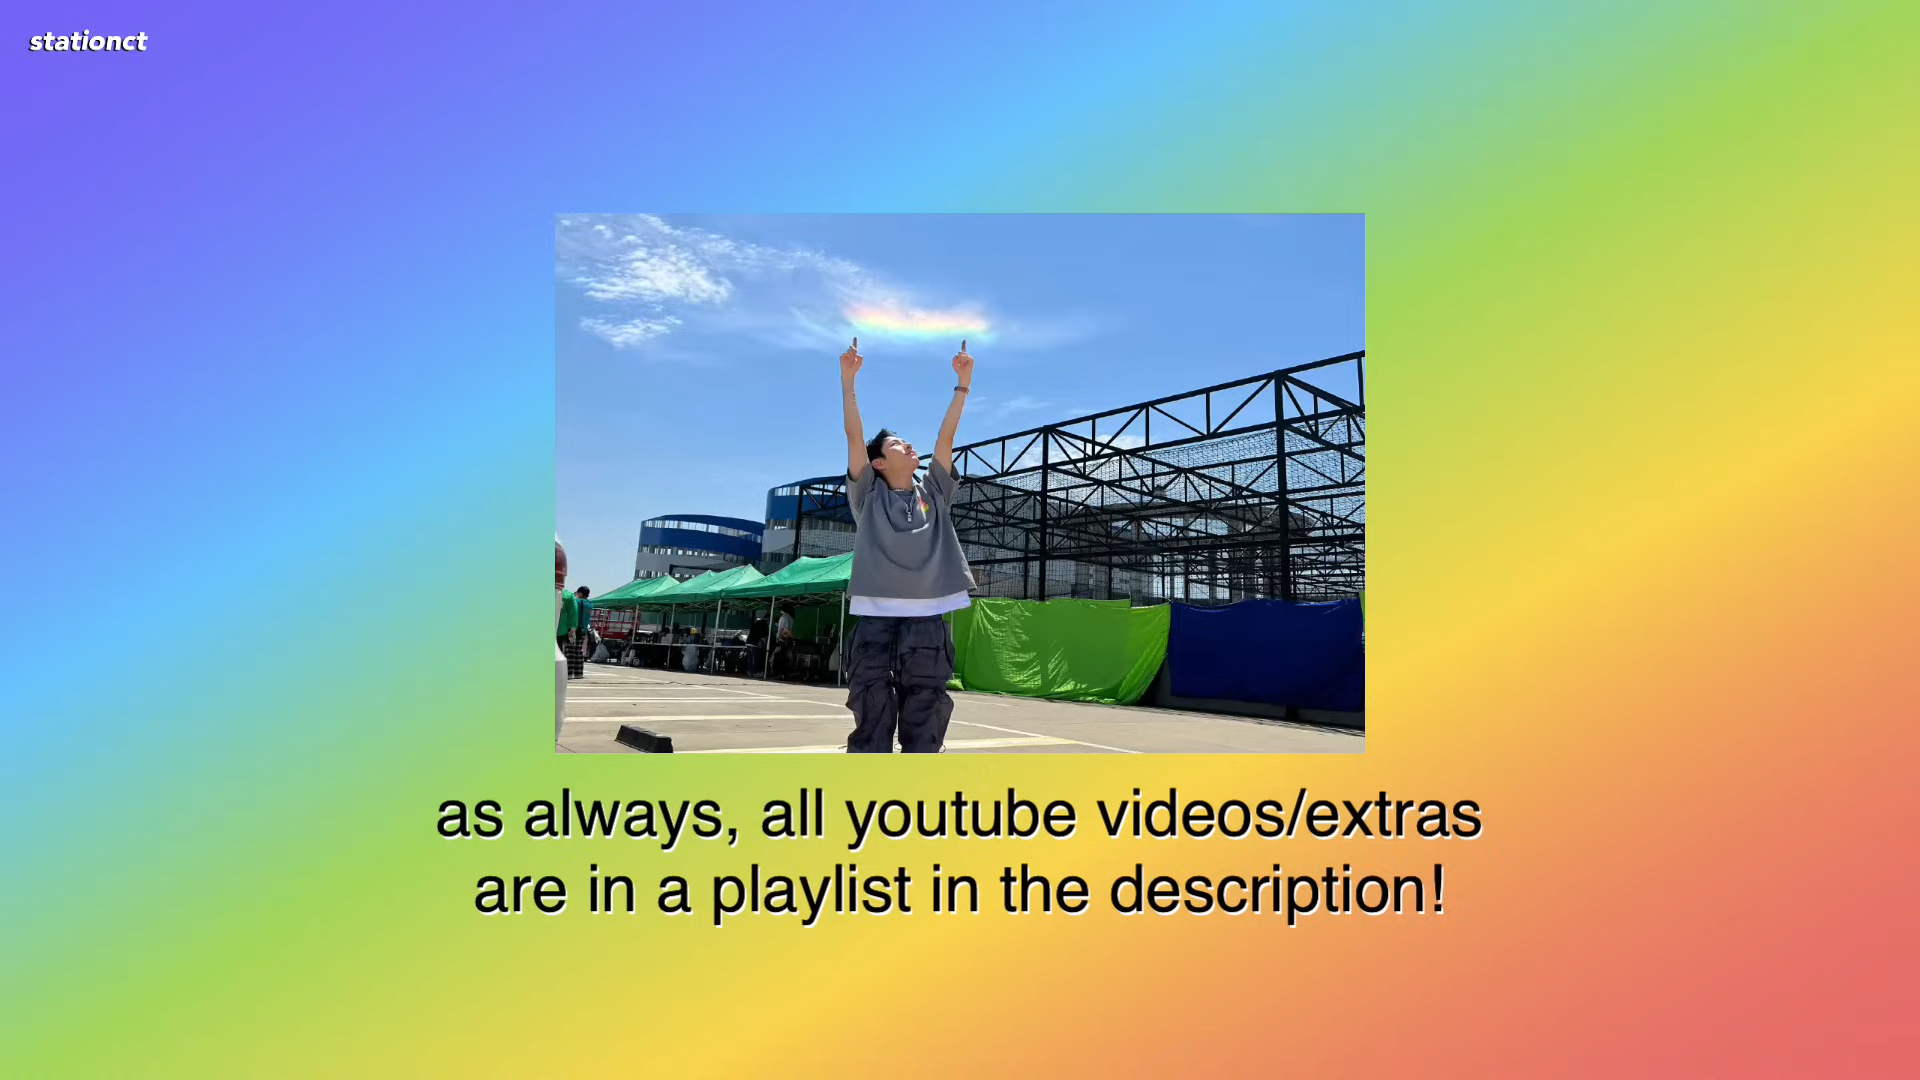 stationct
as always, all youtube videos/extras
are in a playlist in the description!